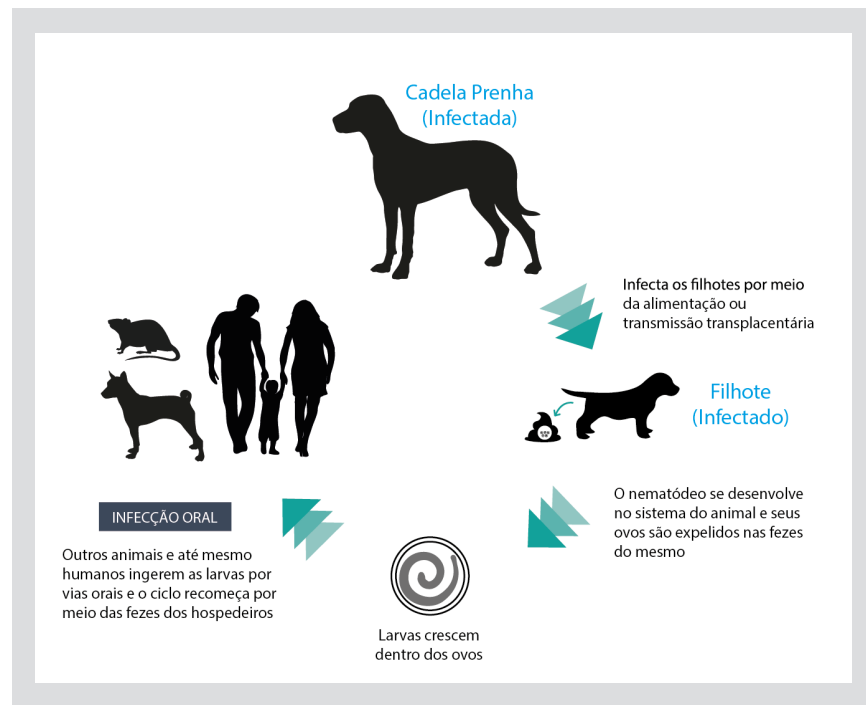 Cadela Prenha
(Infectada)
Infecta os filhotes por meio
da alimentação ou
transmissão transplacentária
Filhote
(Infectado)
O nematódeo se desenvolve
no sistema do animal e seus
ovos são expelidos nas fezes
do mesmo
Larvas crescem
dentro dos ovos
INFECÇÃO ORAL
Outros animais e até mesmo
humanos ingerem as larvas por
vias orais e o ciclo recomeça por
meio das fezes dos hospedeiros